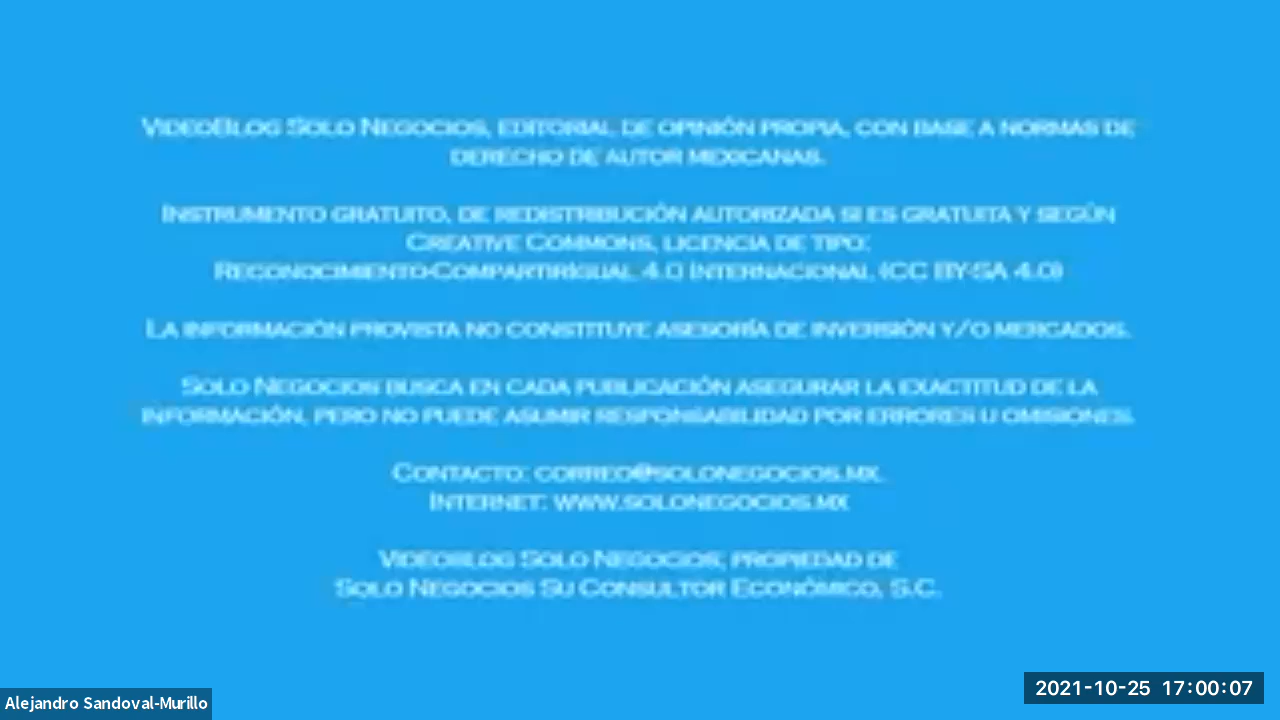 VideoBlog Solo Negocios, editorial de opinión propia, con base a normas de
derecho de autor mexicanas.
Instrumento gratuito, de redistribución autorizada si es gratuita y según
Creative Commons, licencia de tipo:
Reconocimiento-CompartirIgual 4.0 Internacional (CC BY-SA 4.0)
La información provista no constituye asesoría de inversión y/o mercados.
Solo Negocios busca en cada publicación asegurar la exactitud de la
información, pero no puede asumir responsabilidad por errores u omisiones.
Contacto: correo@solonegocios.mx.
Internet: www.solonegocios.mx
Videoblog Solo Negocios, propiedad de
Solo Negocios Su Consultor Económico, S.C.
Alejandro Sandoval-Murillo
2021-10-25 17:00:07